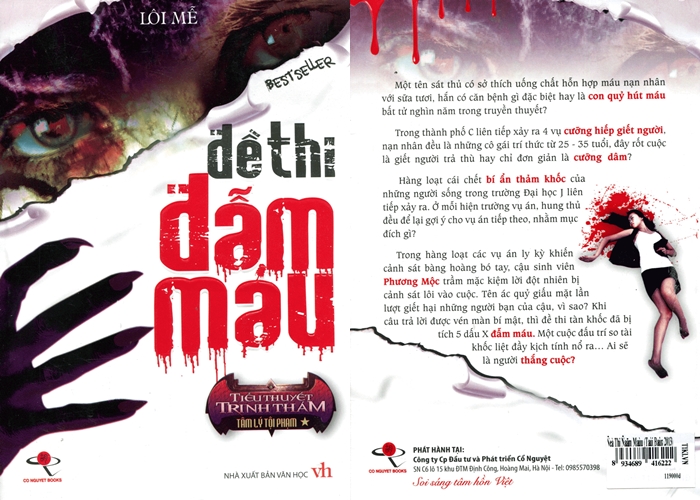 LÔI MỄ
BESTSELLER
đề thi
đẫm
máu
TIỂU THUYẾT
TRINH THÁM
TÂM LÝ TỘI PHẠM
CO NGUYET BOOKS
NHÀ XUẤT BẢN VĂN HỌC vh
Một tên sát thủ có sở thích uống chất hỗn hợp máu nạn nhân
với sữa tươi, hắn có căn bệnh gì đặc biệt hay là con quỷ hút máu
bất tử nghìn năm trong truyền thuyết?
Trong thành phố C liên tiếp xảy ra 4 vụ cưỡng hiếp giết người,
nạn nhân đều là những cô gái trí thức từ 25 - 35 tuổi, đây rốt cuộc
là giết người trả thù hay chỉ đơn giản là cưỡng dâm?
Hàng loạt cái chết bí ẩn thảm khốc của
những người sống trong trường Đại học J liên
tiếp xảy ra. Ở mỗi hiện trường vụ án, hung thủ
đều để lại gợi ý cho vụ án tiếp theo, nhằm mục
đích gì?
Trong hàng loạt các vụ án ly kỳ khiến
cảnh sát bàng hoàng bó tay, cậu sinh viên
Phương Mộc trầm mặc kiệm lời đột nhiên bị
cảnh sát lôi vào cuộc. Tên ác quỷ giấu mặt lần
lượt giết hại những người bạn của cậu, vì sao? Khi
câu trả lời được vén màn bí mật, thì đề thi tàn khốc đã bị
tích 5 dấu X đẫm máu. Một cuộc đấu trí so tài
khốc liệt đầy kịch tính nổ ra... Ai sẽ
là người thắng cuộc?
CO NGUYET BOOKS
PHÁT HÀNH TẠI:
Công ty Cp Đầu tư và Phát triển Cổ Nguyệt
SN C6 lô 15 khu ĐTM Định Công, Hoàng Mai, Hà Nội - Tel: 0985570398
Soi sáng tâm hồn Việt
8 934689 416222
TTKLVN
119000đ